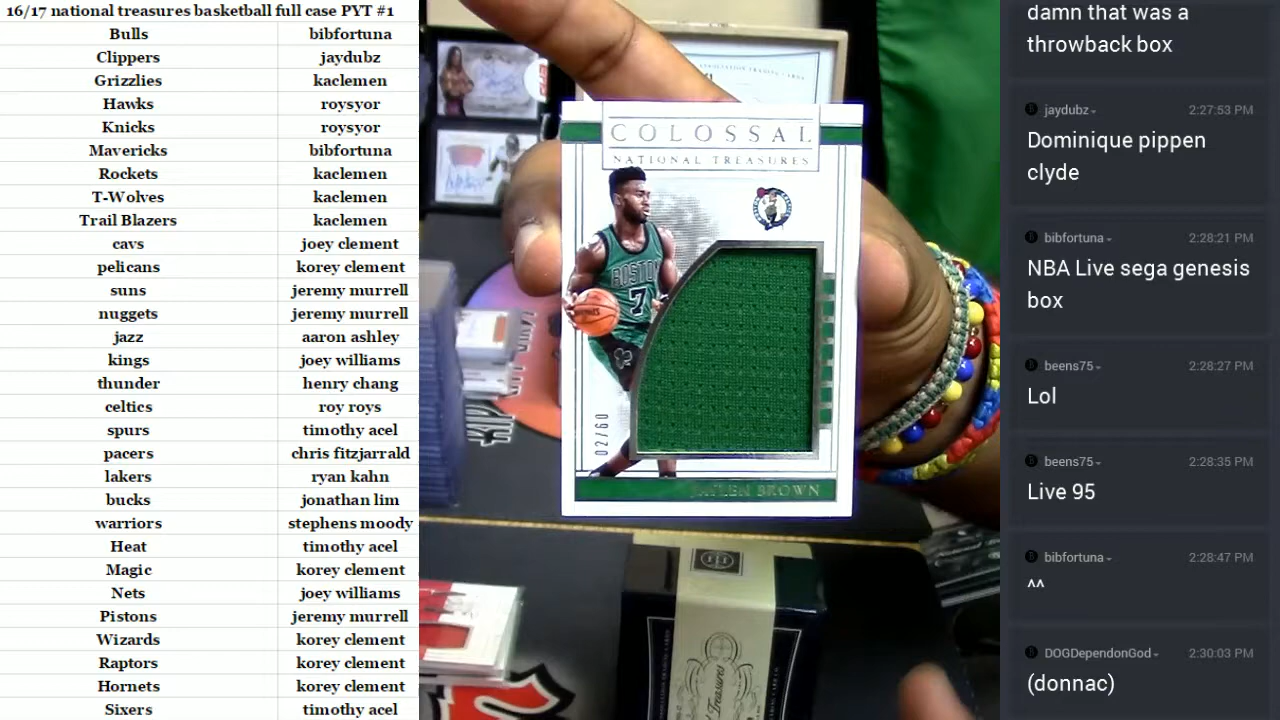 16/17 national treasures basketball full case PYT #1
Bulls bibfortuna
Clippers jaydubz
Grizzlies kaclemen
Hawks roysyor
Knicks roysyor
Mavericks bibfortuna
Rockets kaclemen
T-Wolves kaclemen
Trail Blazers kaclemen
cavs joey clement
pelicans korey clement
suns jeremy murrell
nuggets jeremy murrell
jazz aaron ashley
kings joey williams
thunder henry chang
celtics roy roys
spurs timothy acel
pacers chris fitzjarrald
lakers ryan kahn
bucks jonathan lim
warriors stephens moody
Heat timothy acel
Magic korey clement
Nets joey williams
Pistons jeremy murrell
Wizards korey clement
Raptors korey clement
Hornets korey clement
Sixers timothy acel
COLOSSAL
NATIONAL TREASURES
BOSTON
7
02/60
JAYLEN BROWN
Treasures
damn that was a
throwback box
jaydubz 2:27:53 PM
Dominique pippen
clyde
bibfortuna 2:28:21 PM
NBA Live sega genesis
box
beens75 2:28:27 PM
Lol
beens75 2:28:35 PM
Live 95
bibfortuna 2:28:47 PM
^^
DOGDependonGod 2:30:03 PM
(donnac)